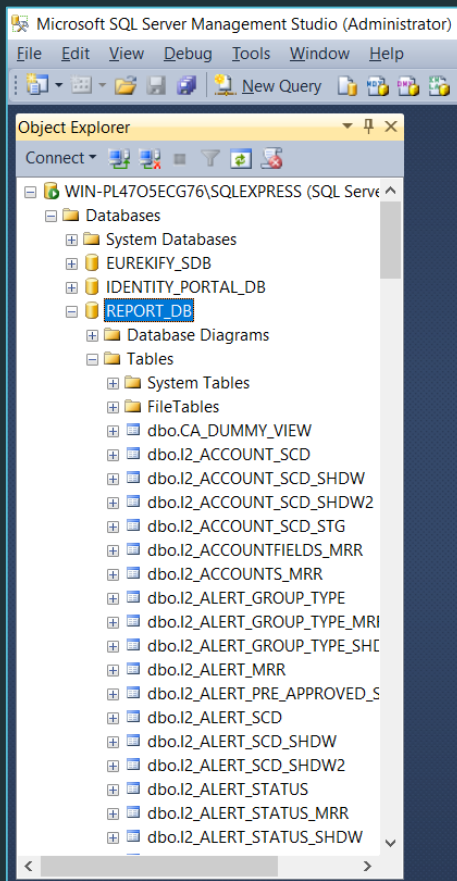 Microsoft SQL Server Management Studio (Administrator)
File Edit View Debug Tools Window Help
New Query
Object Explorer
Connect
WIN-PL47O5ECG76\SQLEXPRESS (SQL Serve
Databases
System Databases
EUREKIFY_SDB
IDENTITY_PORTAL_DB
REPORT_DB
Database Diagrams
Tables
System Tables
FileTables
dbo.CA_DUMMY_VIEW
dbo.I2_ACCOUNT_SCD
dbo.I2_ACCOUNT_SCD_SHDW
dbo.I2_ACCOUNT_SCD_SHDW2
dbo.I2_ACCOUNT_SCD_STG
dbo.I2_ACCOUNTFIELDS_MRR
dbo.I2_ACCOUNTS_MRR
dbo.I2_ALERT_GROUP_TYPE
dbo.I2_ALERT_GROUP_TYPE_MRR
dbo.I2_ALERT_GROUP_TYPE_SHD
dbo.I2_ALERT_MRR
dbo.I2_ALERT_PRE_APPROVED_S
dbo.I2_ALERT_SCD
dbo.I2_ALERT_SCD_SHDW
dbo.I2_ALERT_SCD_SHDW2
dbo.I2_ALERT_STATUS
dbo.I2_ALERT_STATUS_MRR
dbo.I2_ALERT_STATUS_SHDW